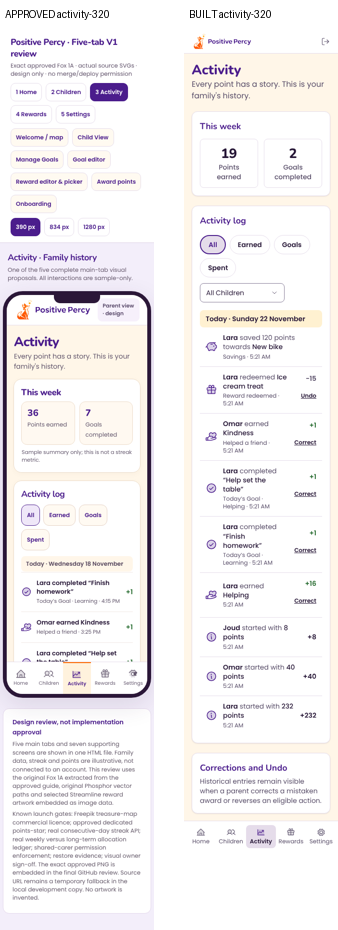 APPROVED activity-320
Positive Percy · Five-tab V1
review
Exact approved Fox 1A · actual source SVGs ·
design only · no merge/deploy permission
1 Home
2 Children
3 Activity
4 Rewards
5 Settings
Welcome / map
Child View
Manage Goals
Goal editor
Reward editor & picker
Award points
Onboarding
390 px
834 px
1280 px
Activity · Family history
One of the five complete main-tab visual
proposals. All interactions are sample-only.
Positive Percy
Parent view
· design
Activity
Every point has a story. This is your
family's history.
This week
36
Points earned
7
Goals
completed
Sample summary only; this is not a streak
metric.
Activity log
All
Earned
Goals
Spent
Today · Wednesday 18 November
Lara completed “Finish
homework”
Today's Goal · Learning · 4:15 PM
+1
Omar earned Kindness
Helped a friend · 3:25 PM
+1
Lara completed “Help set
the table”
+1
Home
Children
Activity
Rewards
Settings
Design review, not implementation
approval
Five main tabs and seven supporting
screens are shown in one HTML file. Family
data, streak and points are illustrative, not
connected to an account. This review uses
the original Fox 1A extracted from the
approved guide, original Phosphor vector
paths and selected Streamline reward
artwork embedded as image data.
Known launch gates: Freepik treasure-map
commercial licence; approved dedicated
points-star; real consecutive-day streak API;
real weekly versus long-term allocation
ledger; shared-carer permission
enforcement; restore evidence; visual owner
sign-off. The exact approved PNG is
embedded in the final GitHub review. Source
URL remains a temporary fallback in the
local development copy. No artwork is
invented.
BUILT activity-320
Positive Percy
Activity
Every point has a story. This is your
family's history.
This week
19
Points
earned
2
Goals
completed
Activity log
All
Earned
Goals
Spent
All Children
Today · Sunday 22 November
Lara saved 120 points
towards New bike
Savings · 5:21 AM
Lara redeemed Ice
cream treat
Reward redeemed ·
5:21 AM
−15
Undo
Omar earned
Kindness
Helped a friend ·
5:21 AM
+1
Correct
Lara completed
“Help set the
table”
Today's Goal ·
Helping · 5:21 AM
+1
Correct
Lara completed
“Finish
homework”
Today's Goal ·
Learning · 5:21 AM
+1
Correct
Lara earned
Helping
5:21 AM
+16
Correct
Joud started with 8
points
5:21 AM
+8
Omar started with 40
points
5:21 AM
+40
Lara started with 232
points
5:21 AM
+232
Corrections and Undo
Historical entries remain visible
when a parent corrects a mistaken
award or reverses an eligible action.
Home
Children
Activity
Rewards
Settings